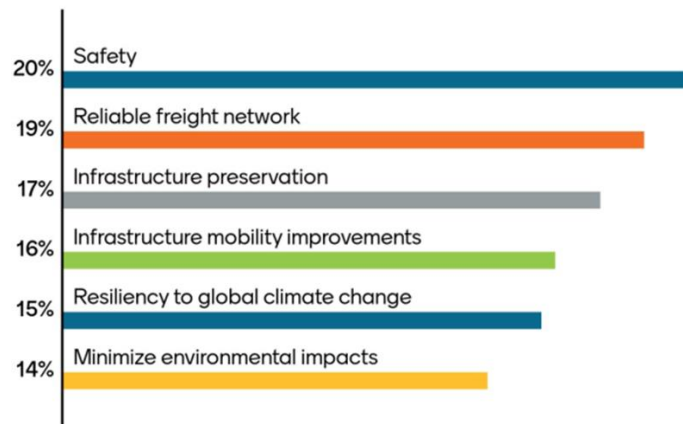 Safety
20%
Reliable freight network
19%
Infrastructure preservation
17%
Infrastructure mobility improvements
16%
Resiliency to global climate change
15%
Minimize environmental impacts
14%